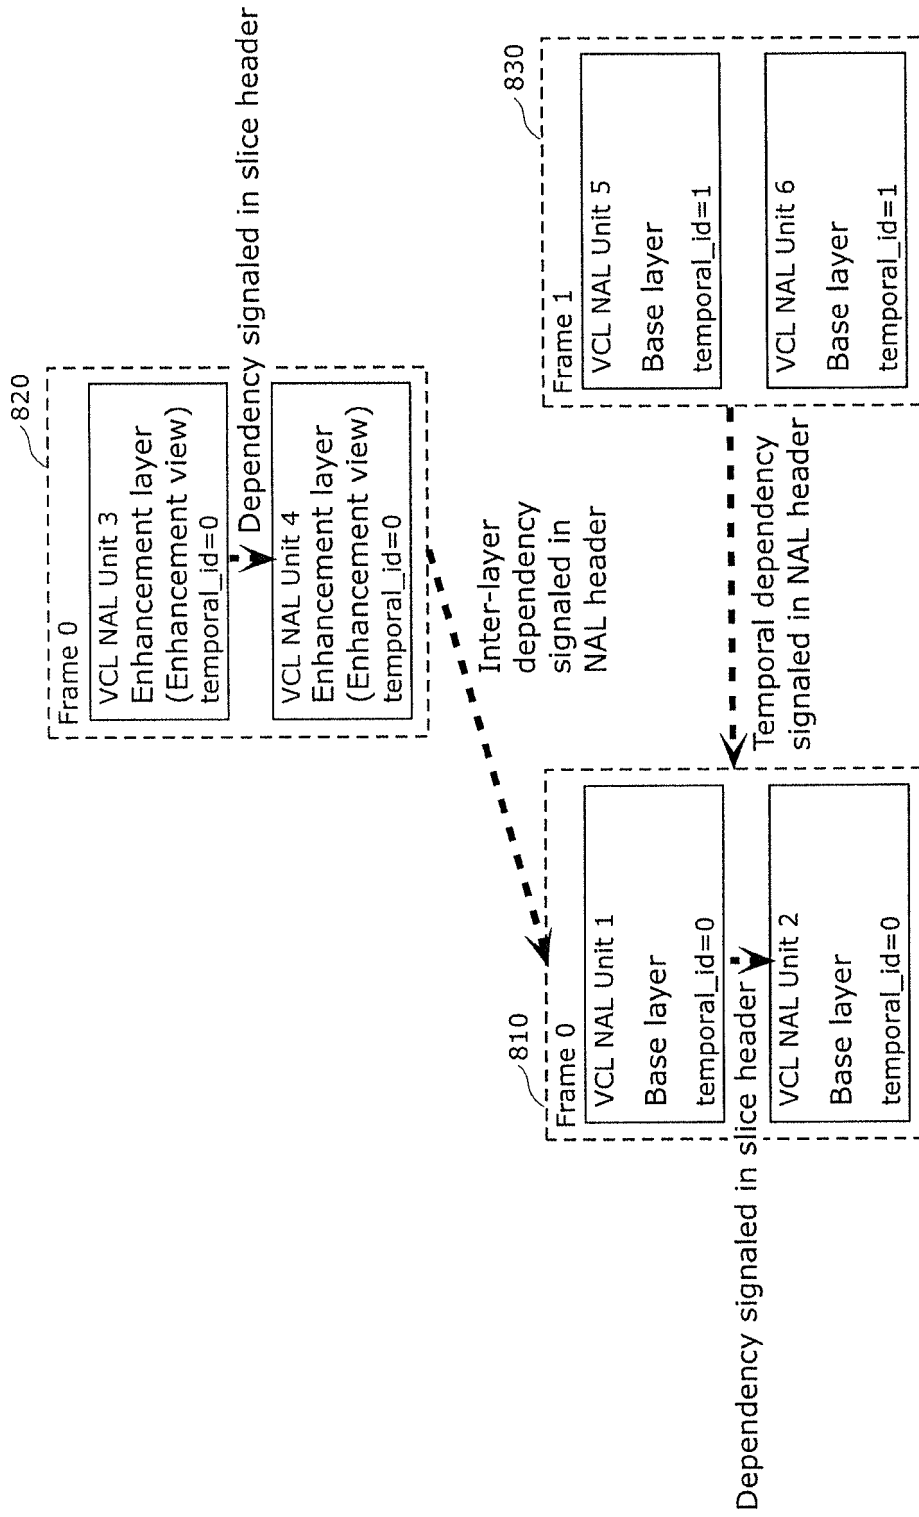 820
Frame 0
VCL NAL Unit 3
Enhancement layer
(Enhancement view)
temporal_id=0
Dependency signaled in slice header
VCL NAL Unit 4
Enhancement layer
(Enhancement view)
temporal_id=0
Inter-layer
dependency
signaled in
NAL header
810
Frame 0
VCL NAL Unit 1
Base layer
temporal_id=0
Dependency signaled in slice header
VCL NAL Unit 2
Base layer
temporal_id=0
Temporal dependency
signaled in NAL header
830
Frame 1
VCL NAL Unit 5
Base layer
temporal_id=1
VCL NAL Unit 6
Base layer
temporal_id=1